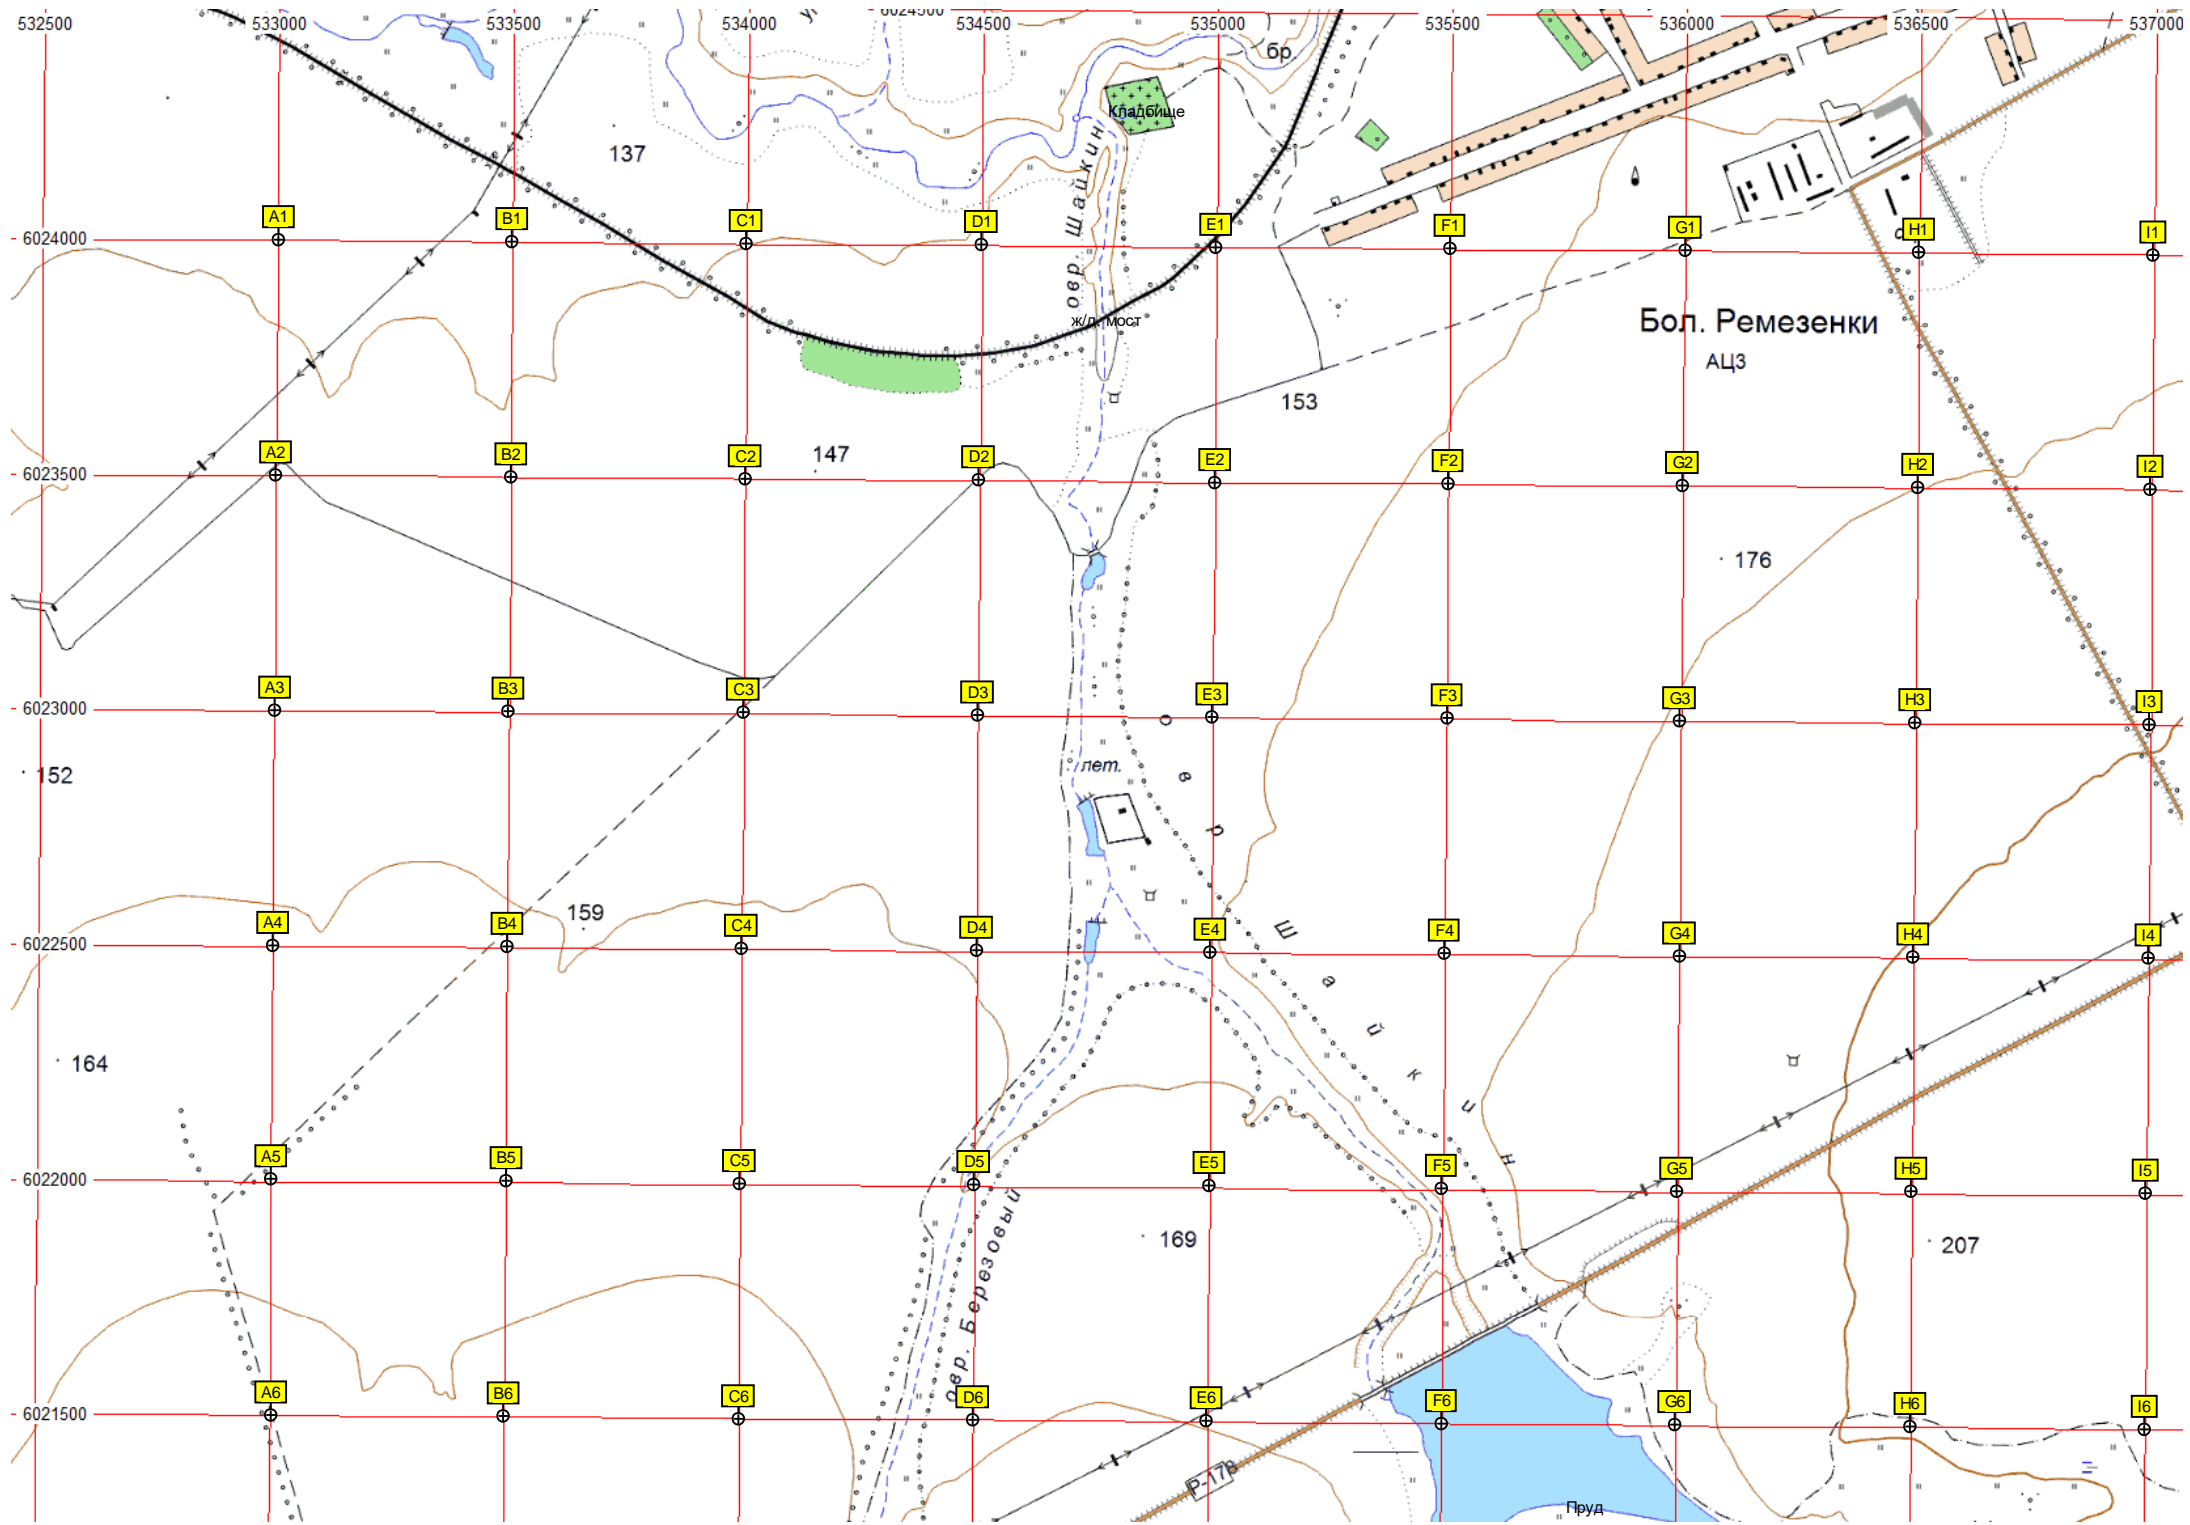 6024500
532500 533000 533500 534000 534500 535000 535500 536000 536500 537000
бр.
Кладбище
137
овр. Шайкин
A1 B1 C1 D1 E1 F1 G1 H1 I1
6024000
ж/д. мост
Бол. Ремезенки
АЦЗ
153
147
A2 B2 C2 D2 E2 F2 G2 H2 I2
6023500
176
A3 B3 C3 D3 E3 F3 G3 H3 I3
6023000
152
лет.
овр. Шайкин
159
A4 B4 C4 D4 E4 F4 G4 H4 I4
6022500
164
A5 B5 C5 D5 E5 F5 G5 H5 I5
6022000
169
207
овр. Березовый
A6 B6 C6 D6 E6 F6 G6 H6 I6
6021500
Р-178
Пруд